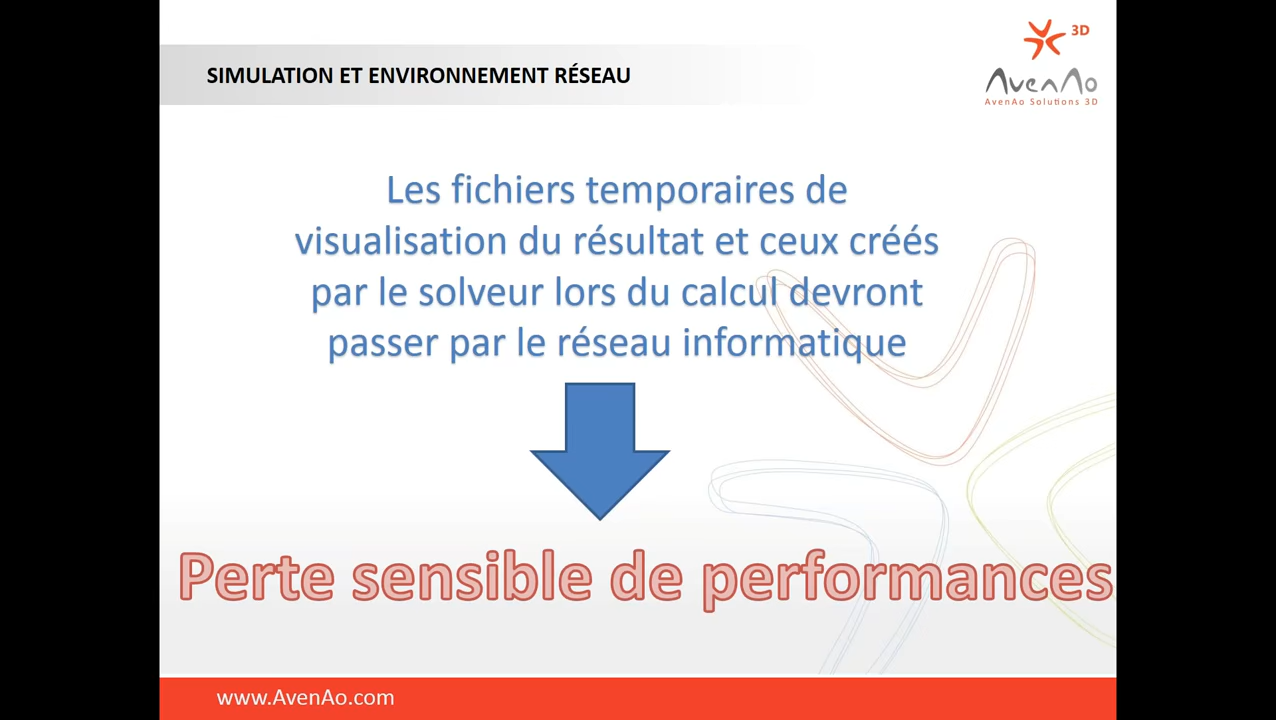 3D
SIMULATION ET ENVIRONNEMENT RÉSEAU
AvenAo
AvenAo Solutions 3D
Les fichiers temporaires de
visualisation du résultat et ceux créés
par le solveur lors du calcul devront
passer par le réseau informatique
Perte sensible de performances
www.AvenAo.com